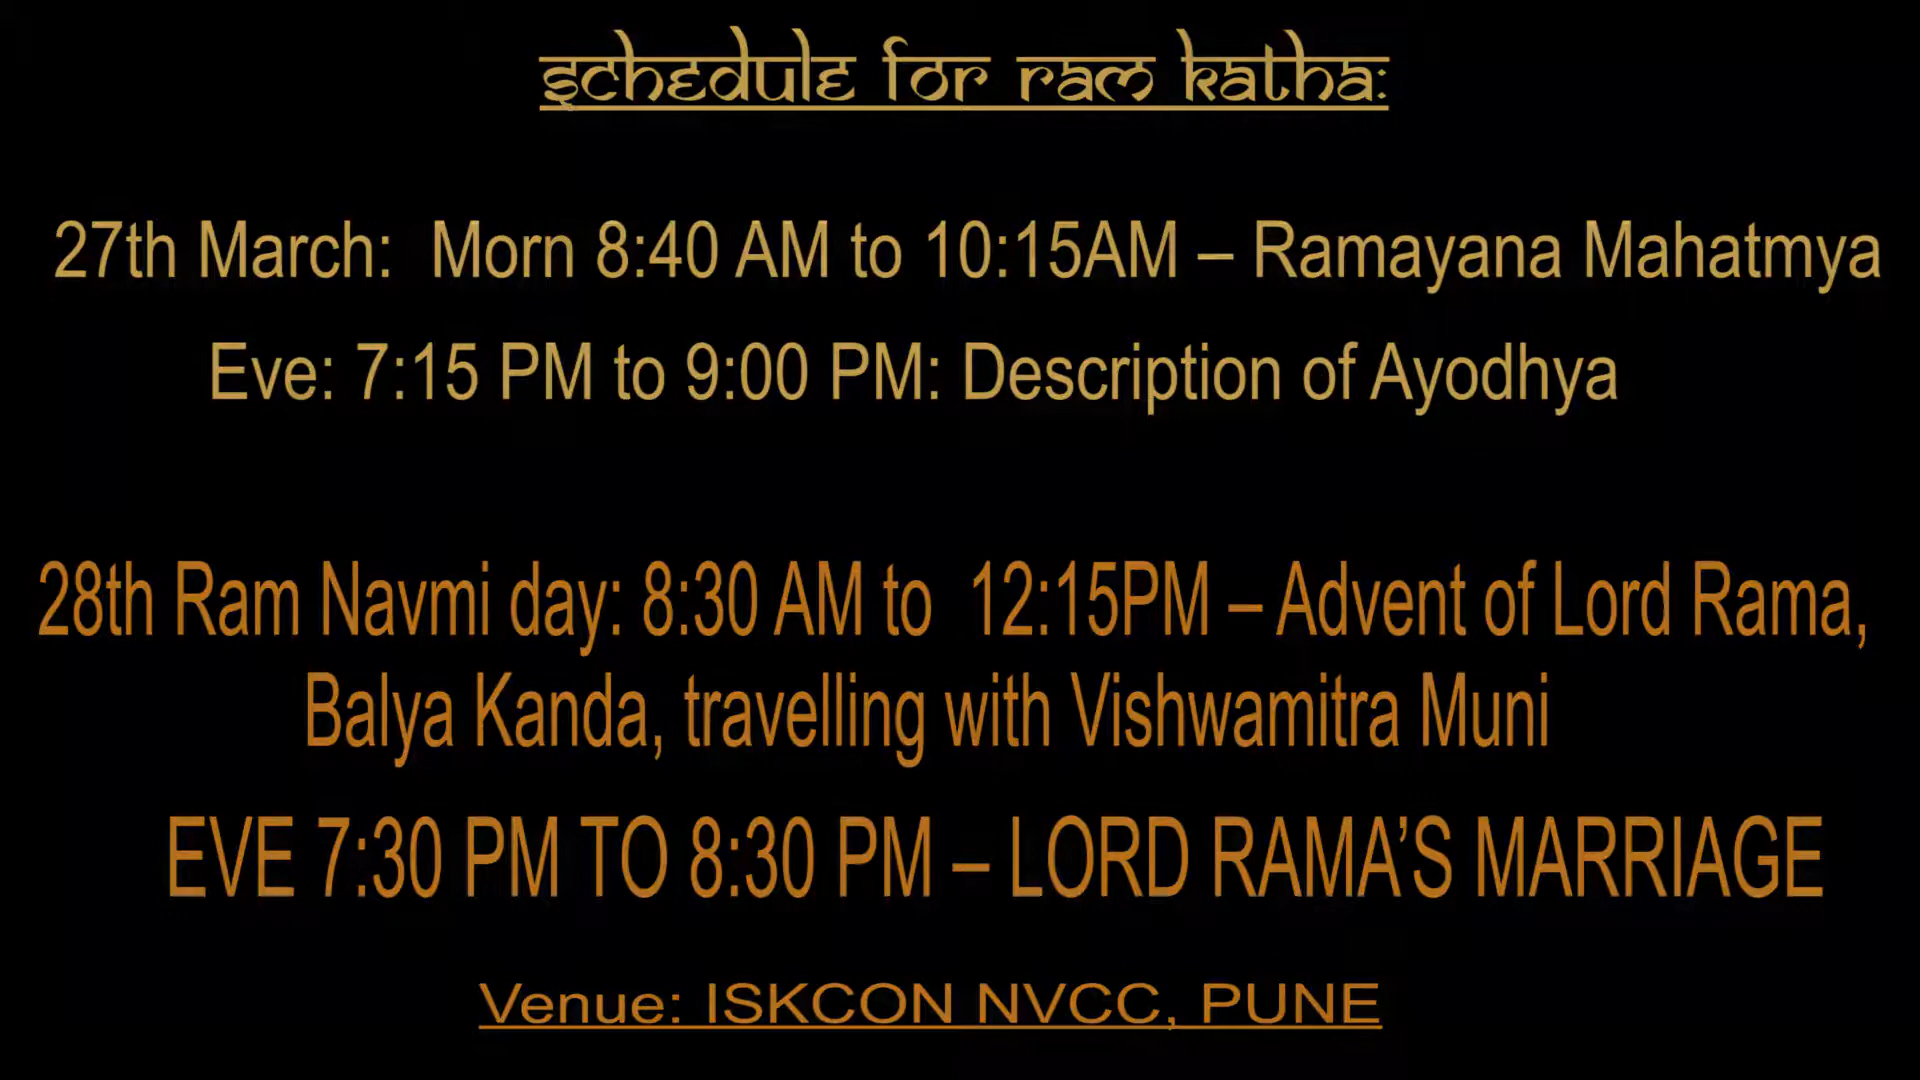 schedule for ram katha:
27th March:  Morn 8:40 AM to 10:15AM – Ramayana Mahatmya
Eve: 7:15 PM to 9:00 PM: Description of Ayodhya
28th Ram Navmi day: 8:30 AM to  12:15PM – Advent of Lord Rama,
Balya Kanda, travelling with Vishwamitra Muni
EVE 7:30 PM TO 8:30 PM – LORD RAMA’S MARRIAGE
Venue: ISKCON NVCC, PUNE